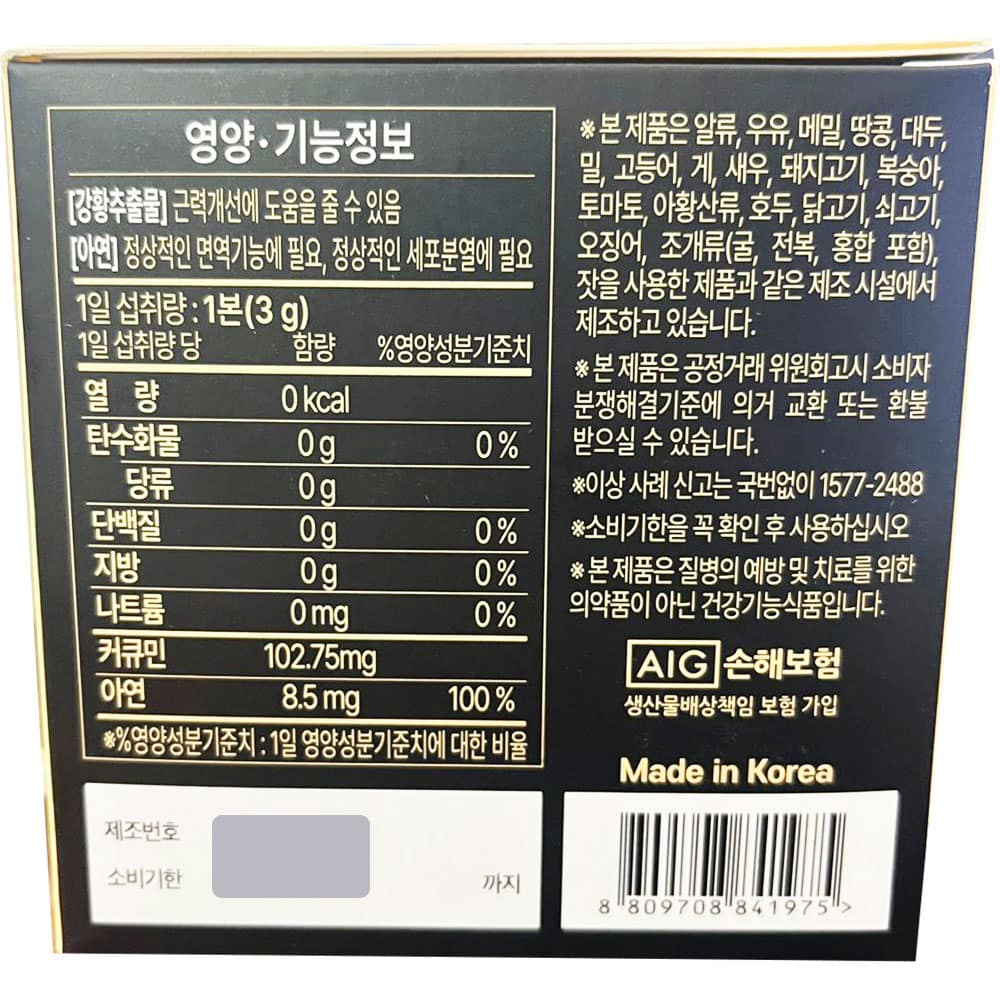 영양·기능정보
[강황추출물] 근력개선에 도움을 줄 수 있음
[아연] 정상적인 면역기능에 필요, 정상적인 세포분열에 필요
1일 섭취량 : 1본(3 g)
1일 섭취량 당 함량 %영양성분기준치
열 량 0 kcal
탄수화물 0 g 0 %
당류 0 g
단백질 0 g 0 %
지방 0 g 0 %
나트륨 0 mg 0 %
커큐민 102.75mg
아연 8.5 mg 100 %
※%영양성분기준치 : 1일 영양성분기준치에 대한 비율
※ 본 제품은 알류, 우유, 메밀, 땅콩, 대두,
밀, 고등어, 게, 새우, 돼지고기, 복숭아,
토마토, 아황산류, 호두, 닭고기, 쇠고기,
오징어, 조개류(굴, 전복, 홍합 포함),
잣을 사용한 제품과 같은 제조 시설에서
제조하고 있습니다.
※ 본 제품은 공정거래 위원회고시 소비자
분쟁해결기준에 의거 교환 또는 환불
받으실 수 있습니다.
※이상 사례 신고는 국번없이 1577-2488
※소비기한을 꼭 확인 후 사용하십시오
※ 본 제품은 질병의 예방 및 치료를 위한
의약품이 아닌 건강기능식품입니다.
AIG 손해보험
생산물배상책임 보험 가입
Made in Korea
제조번호
소비기한 까지
8 809708 841975 >